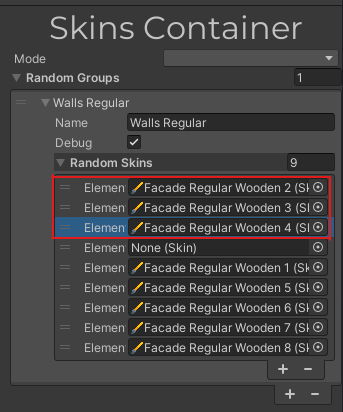 Skins Container
Mode
Random Groups 1
Walls Regular
Name Walls Regular
Debug
Random Skins 9
Elemen Facade Regular Wooden 2 (Sk
Elemen Facade Regular Wooden 3 (Sk
Elemen Facade Regular Wooden 4 (Sk
Elemen None (Skin)
Elemen Facade Regular Wooden 1 (Sk
Elemen Facade Regular Wooden 5 (Sk
Elemen Facade Regular Wooden 6 (Sk
Elemen Facade Regular Wooden 7 (Sk
Elemen Facade Regular Wooden 8 (Sk
+ −
+ −